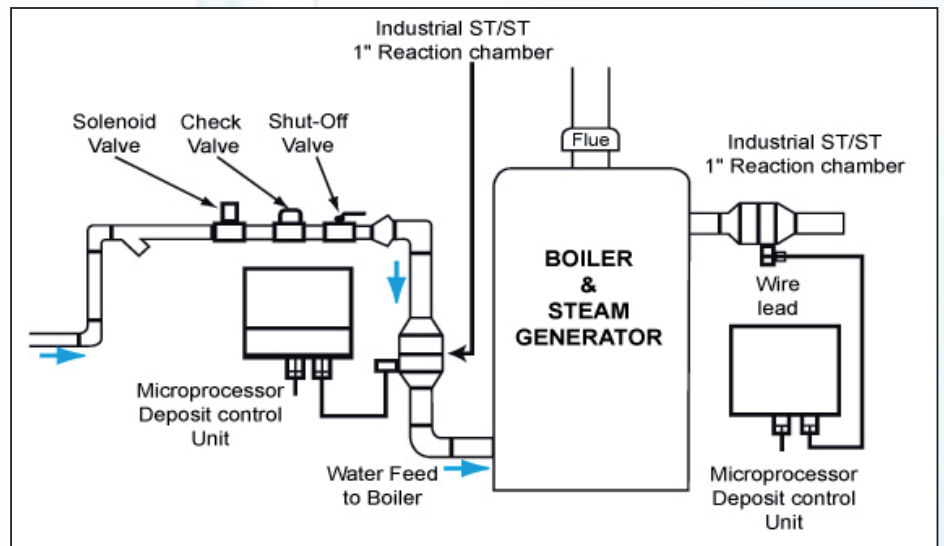 Industrial ST/ST
1" Reaction chamber
Solenoid
Valve
Check
Valve
Shut-Off
Valve
Flue
Industrial ST/ST
1" Reaction chamber
BOILER
&
STEAM
GENERATOR
Wire
lead
Microprocessor
Deposit control
Unit
Water Feed
to Boiler
Microprocessor
Deposit control
Unit